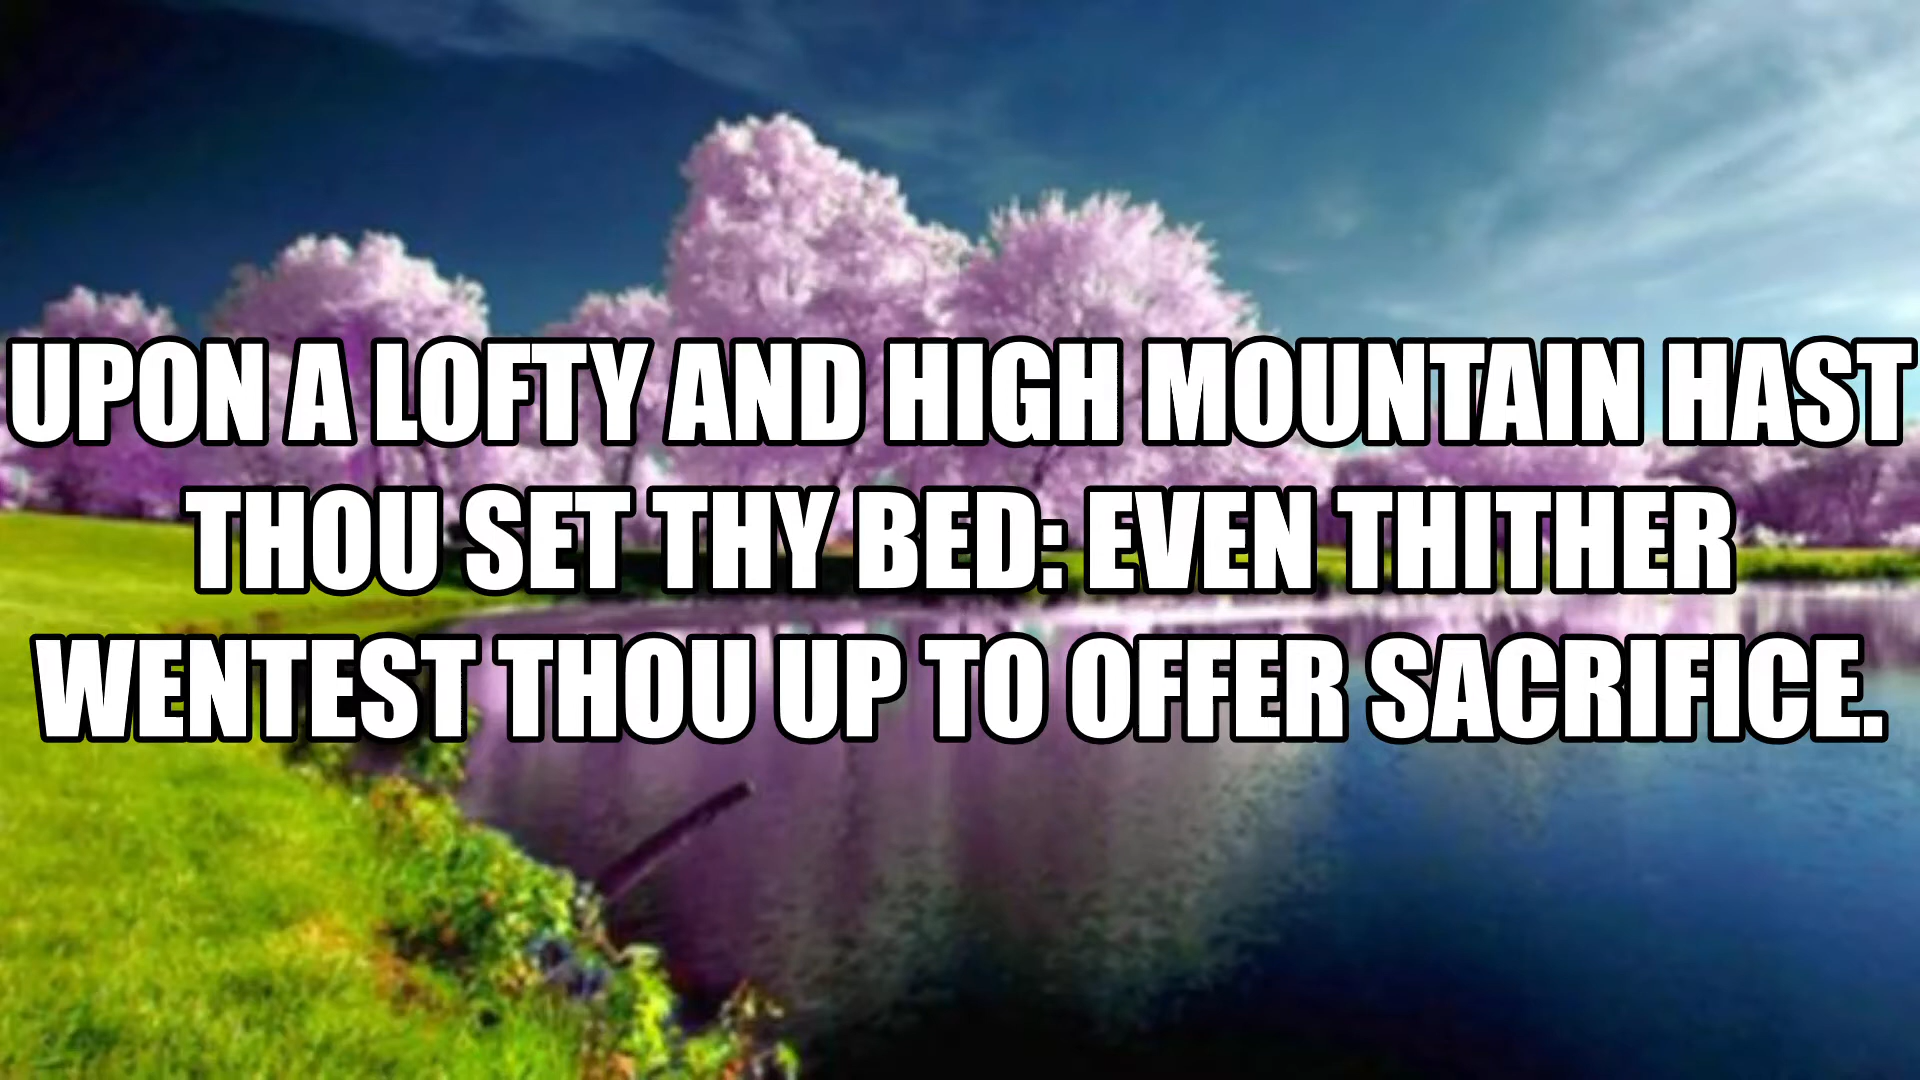 UPON A LOFTY AND HIGH MOUNTAIN HAST
THOU SET THY BED: EVEN THITHER
WENTEST THOU UP TO OFFER SACRIFICE.